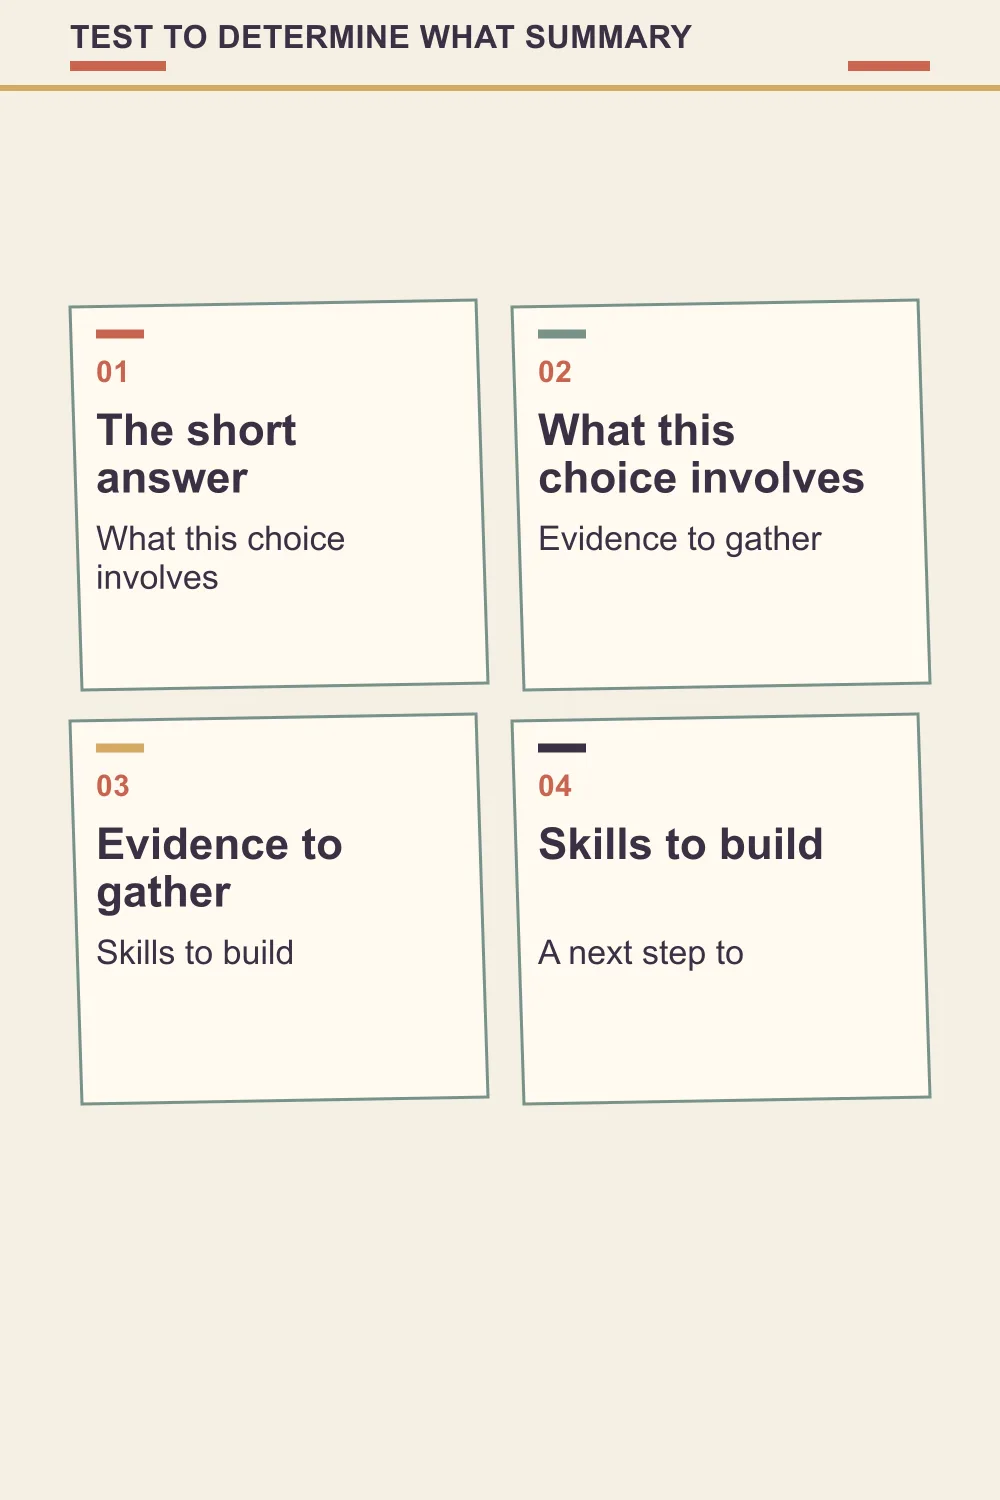 TEST TO DETERMINE WHAT SUMMARY
01
The short
answer
What this choice
involves
02
What this
choice involves
Evidence to gather
03
Evidence to
gather
Skills to build
04
Skills to build
A next step to